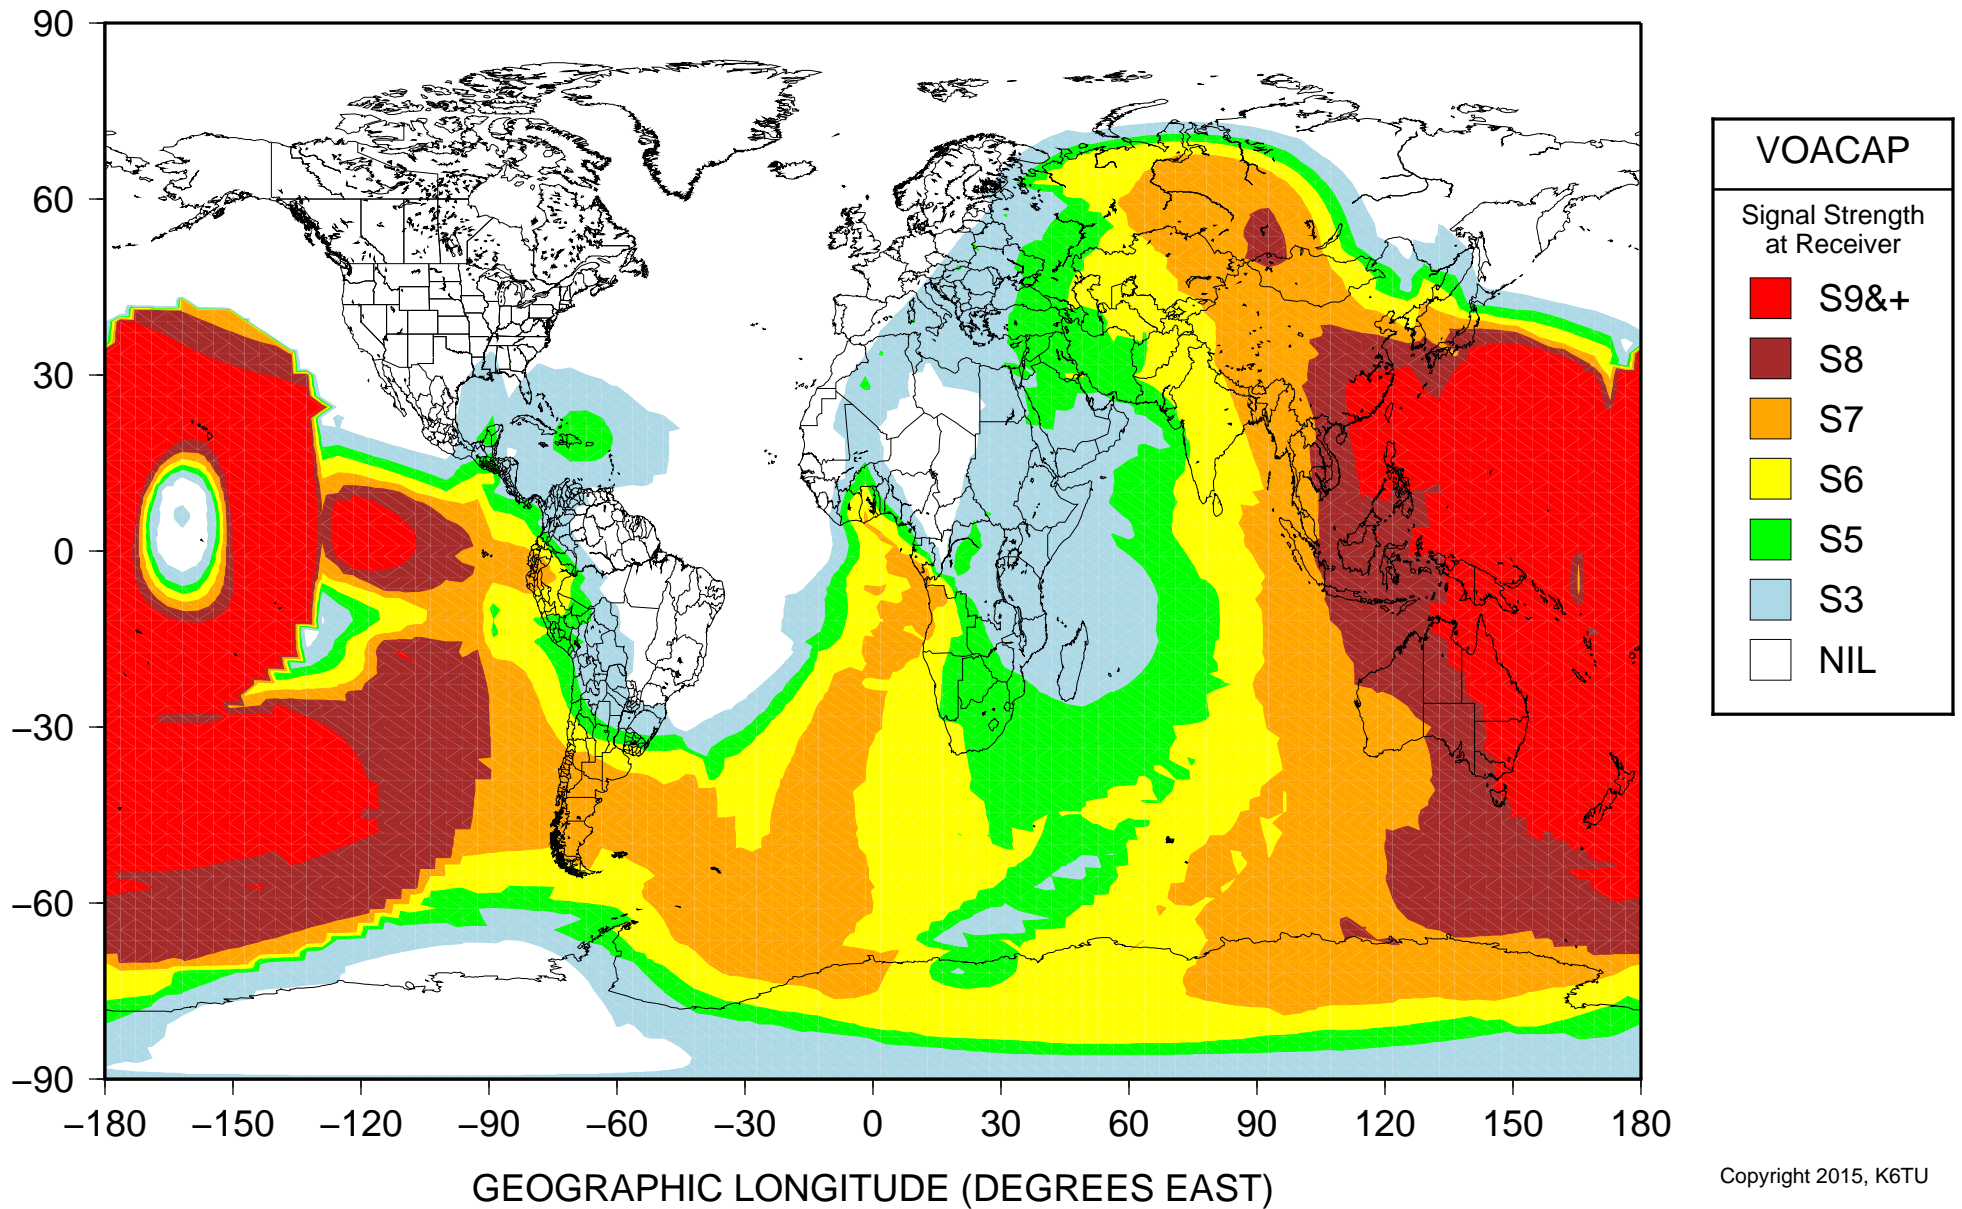 90
60
30
0
−30
−60
−90
−180 −150 −120 −90 −60 −30 0 30 60 90 120 150 180
GEOGRAPHIC LONGITUDE (DEGREES EAST)
VOACAP
Signal Strength
at Receiver
S9&+
S8
S7
S6
S5
S3
NIL
Copyright 2015, K6TU